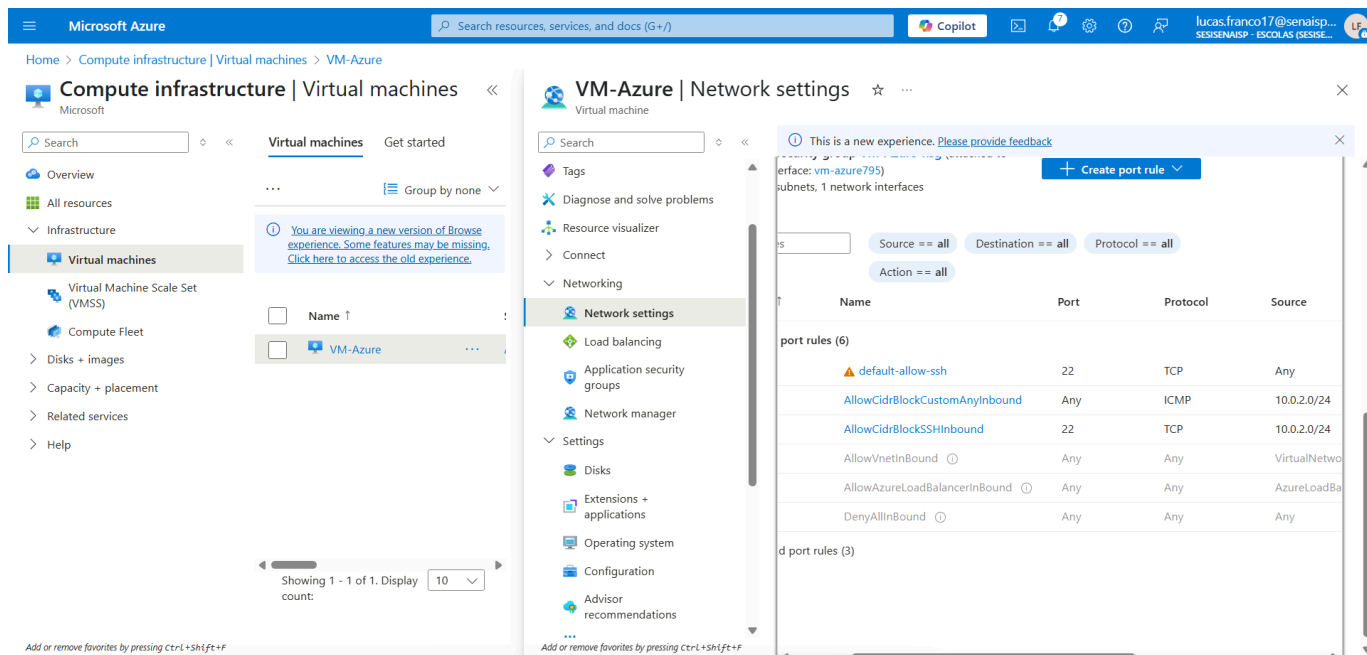 Microsoft Azure
Search resources, services, and docs (G+/)
Copilot
7
lucas.franco17@senaisp...
SESISENAISP - ESCOLAS (SESISE...
LF
Home > Compute infrastructure | Virtual machines > VM-Azure
Compute infrastructure | Virtual machines
Microsoft
Search
Overview
All resources
Infrastructure
Virtual machines
Virtual Machine Scale Set
(VMSS)
Compute Fleet
Disks + images
Capacity + placement
Related services
Help
Add or remove favorites by pressing Ctrl+Shift+F
Virtual machines
Get started
...
Group by none
You are viewing a new version of Browse
experience. Some features may be missing.
Click here to access the old experience.
Name ↑
VM-Azure
...
Showing 1 - 1 of 1. Display
count:
10
VM-Azure | Network settings
...
Virtual machine
Search
Tags
Diagnose and solve problems
Resource visualizer
Connect
Networking
Network settings
Load balancing
Application security
groups
Network manager
Settings
Disks
Extensions +
applications
Operating system
Configuration
Advisor
recommendations
...
Add or remove favorites by pressing Ctrl+Shift+F
This is a new experience. Please provide feedback
erface: vm-azure795)
subnets, 1 network interfaces
+ Create port rule
es
Source == all
Destination == all
Protocol == all
Action == all
↑ Name Port Protocol Source
port rules (6)
default-allow-ssh 22 TCP Any
AllowCidrBlockCustomAnyInbound Any ICMP 10.0.2.0/24
AllowCidrBlockSSHInbound 22 TCP 10.0.2.0/24
AllowVnetInBound Any Any VirtualNetwo
AllowAzureLoadBalancerInBound Any Any AzureLoadBa
DenyAllInBound Any Any Any
d port rules (3)